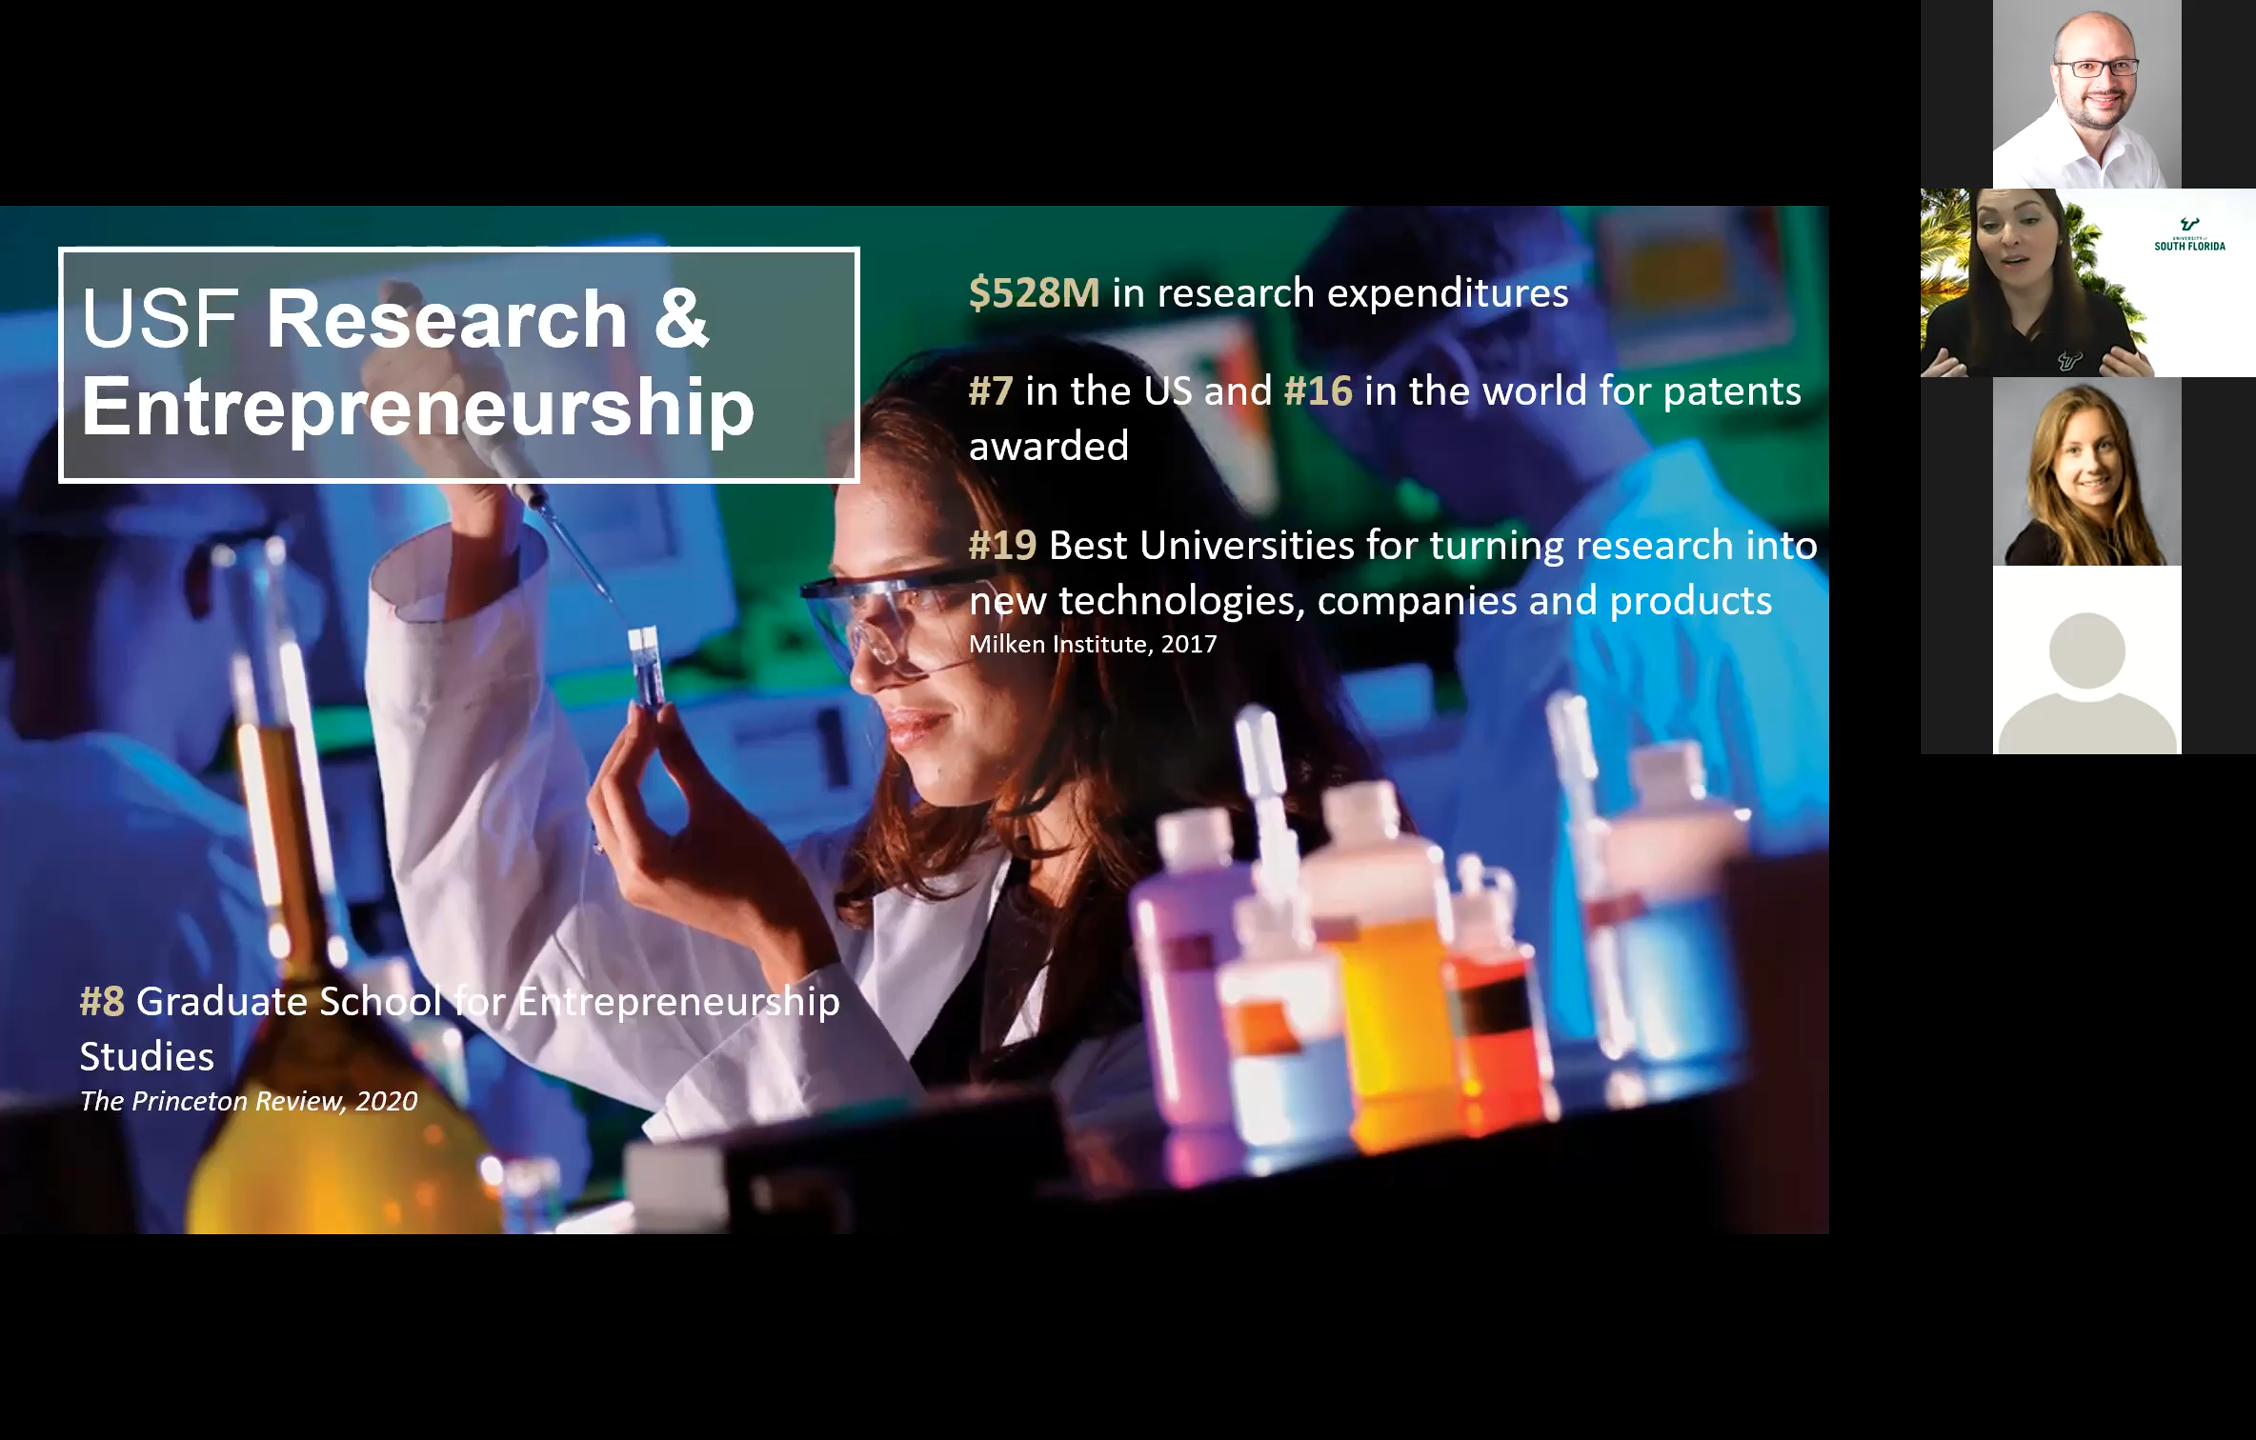 USF Research &
Entrepreneurship
$528M in research expenditures
#7 in the US and #16 in the world for patents
awarded
#19 Best Universities for turning research into
new technologies, companies and products
Milken Institute, 2017
#8 Graduate School for Entrepreneurship
Studies
The Princeton Review, 2020
UNIVERSITY of
SOUTH FLORIDA